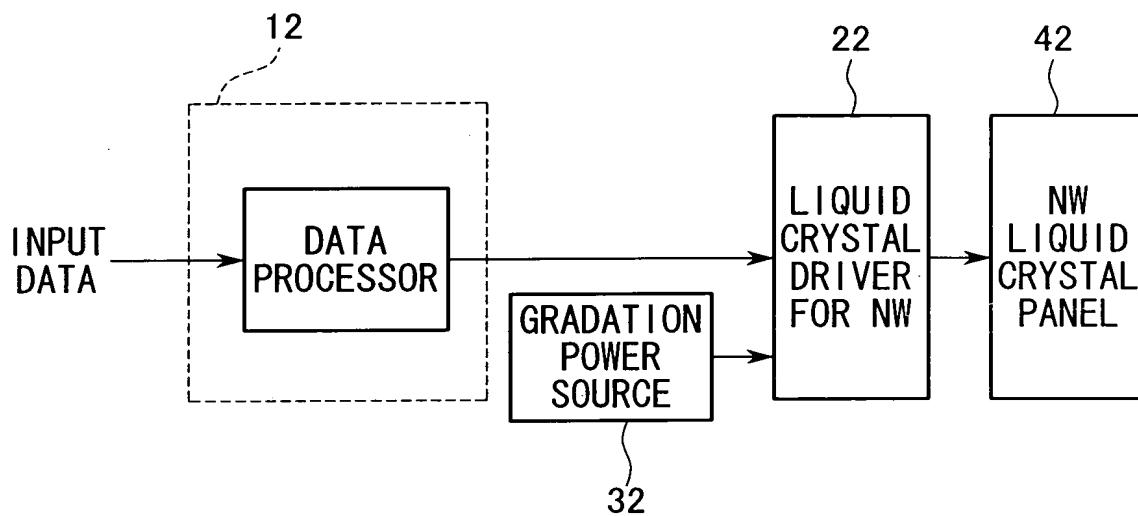 12
22
42
INPUT
DATA
DATA
PROCESSOR
GRADATION
POWER
SOURCE
LIQUID
CRYSTAL
DRIVER
FOR NW
NW
LIQUID
CRYSTAL
PANEL
32